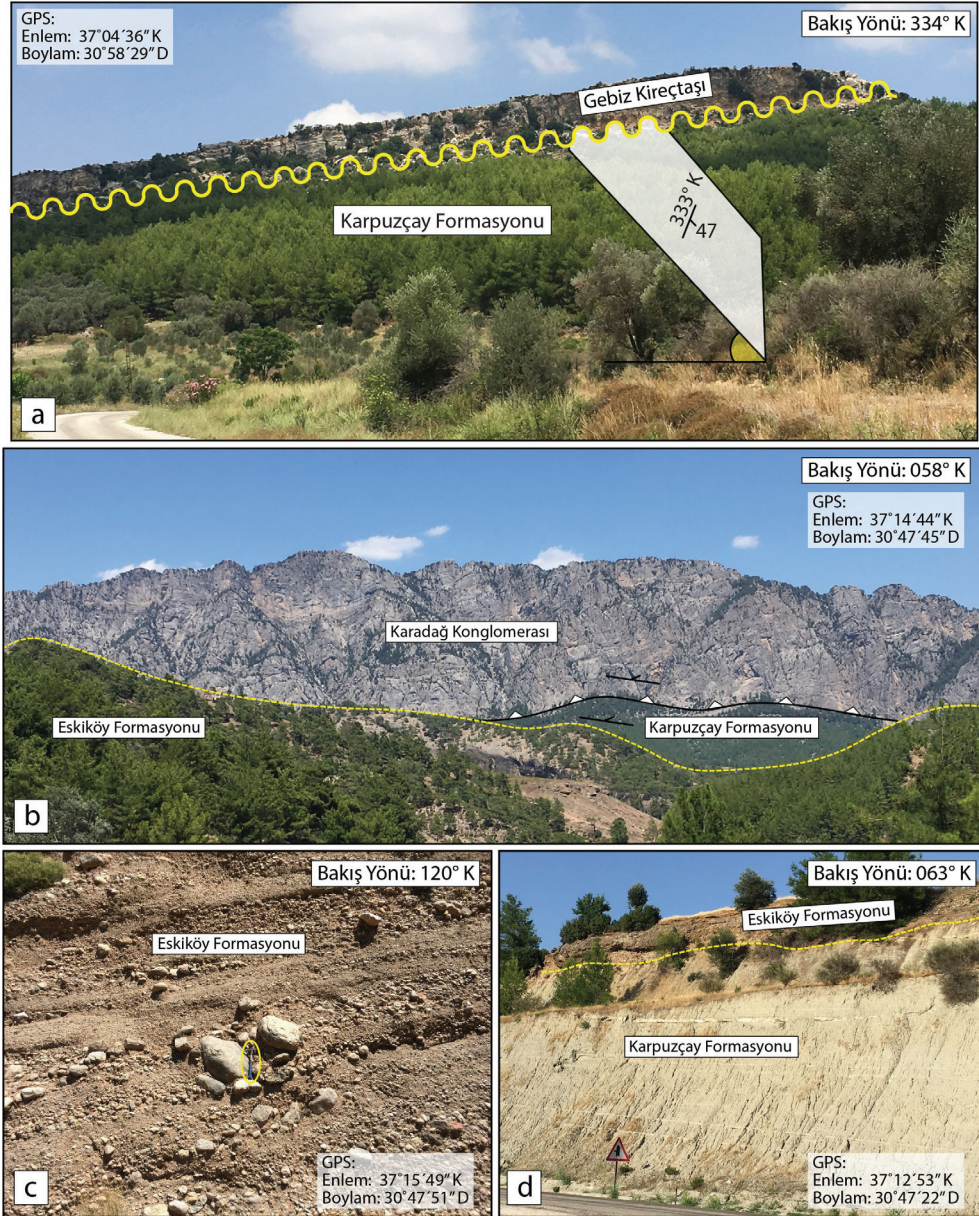 GPS:
Enlem: 37°04´36´´ K
Boylam: 30°58´29´´ D
Bakış Yönü: 334° K
Gebiz Kireçtaşı
Karpuzçay Formasyonu
333° K
47
a
Bakış Yönü: 058° K
GPS:
Enlem: 37°14´44´´ K
Boylam: 30°47´45´´ D
Karadağ Konglomerası
Eskiköy Formasyonu
Karpuzçay Formasyonu
b
Bakış Yönü: 120° K
Eskiköy Formasyonu
GPS:
Enlem: 37°15´49´´ K
Boylam: 30°47´51´´ D
c
Bakış Yönü: 063° K
Eskiköy Formasyonu
Karpuzçay Formasyonu
GPS:
Enlem: 37°12´53´´ K
Boylam: 30°47´22´´ D
d